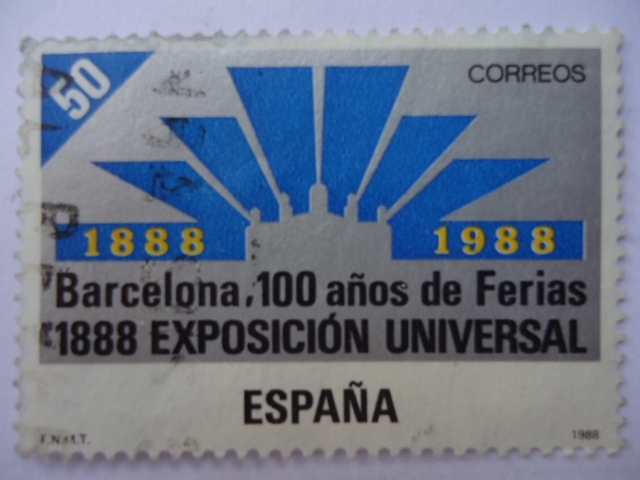 50
CORREOS
1888 1988
Barcelona, 100 años de Ferias
1888 EXPOSICIÓN UNIVERSAL
ESPAÑA
F.N.M.T. 1988